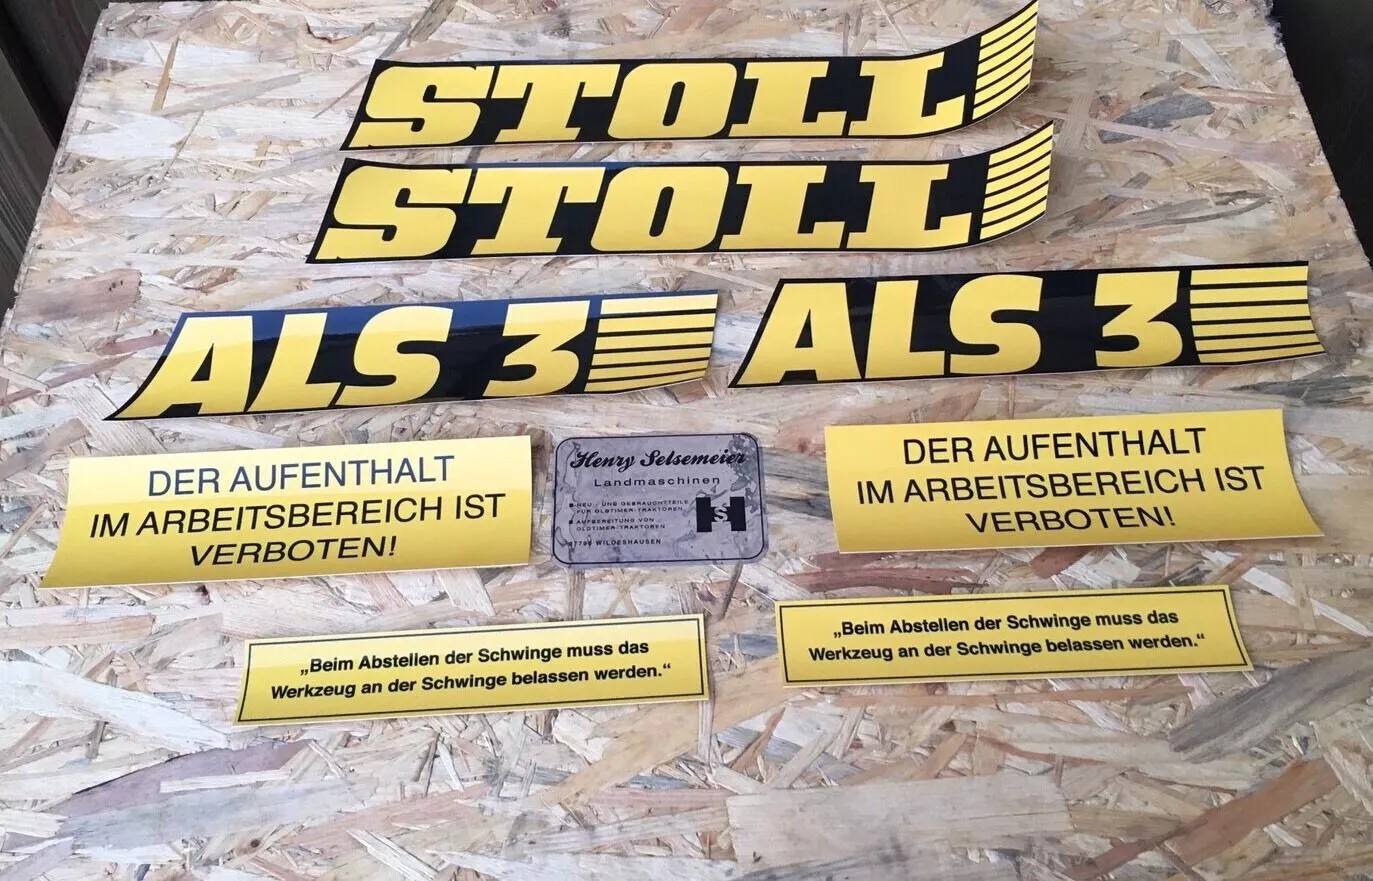 STOLL
STOLL
ALS 3
ALS 3
DER AUFENTHALT
IM ARBEITSBEREICH IST
VERBOTEN!
Henry Selsemeier
Landmaschinen
NEU - UND GEBRAUCHTTEILE
FÜR OLDTIMER-TRAKTOREN
AUFBEREITUNG VON
OLDTIMER-TRAKTOREN
27793 WILDESHAUSEN
HS
DER AUFENTHALT
IM ARBEITSBEREICH IST
VERBOTEN!
„Beim Abstellen der Schwinge muss das
Werkzeug an der Schwinge belassen werden.“
„Beim Abstellen der Schwinge muss das
Werkzeug an der Schwinge belassen werden.“